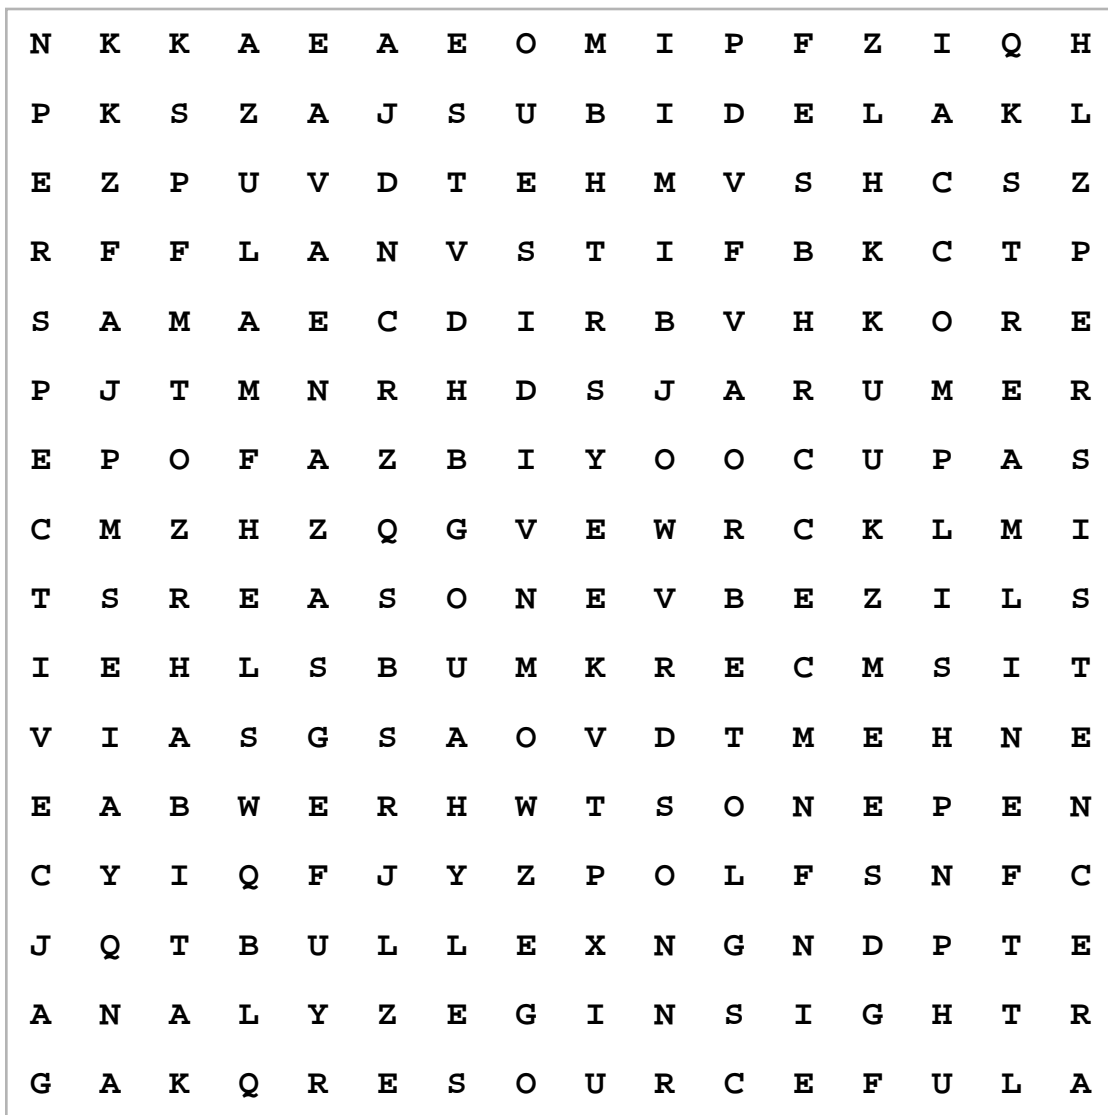 N K K A E A E O M I P F Z I Q H
P K S Z A J S U B I D E L A K L
E Z P U V D T E H M V S H C S Z
R F F L A N V S T I F B K C T P
S A M A E C D I R B V H K O R E
P J T M N R H D S J A R U M E R
E P O F A Z B I Y O O C U P A S
C M Z H Z Q G V E W R C K L M I
T S R E A S O N E V B E Z I L S
I E H L S B U M K R E C M S I T
V I A S G S A O V D T M E H N E
E A B W E R H W T S O N E P E N
C Y I Q F J Y Z P O L F S N F C
J Q T B U L L E X N G N D P T E
A N A L Y Z E G I N S I G H T R
G A K Q R E S O U R C E F U L A